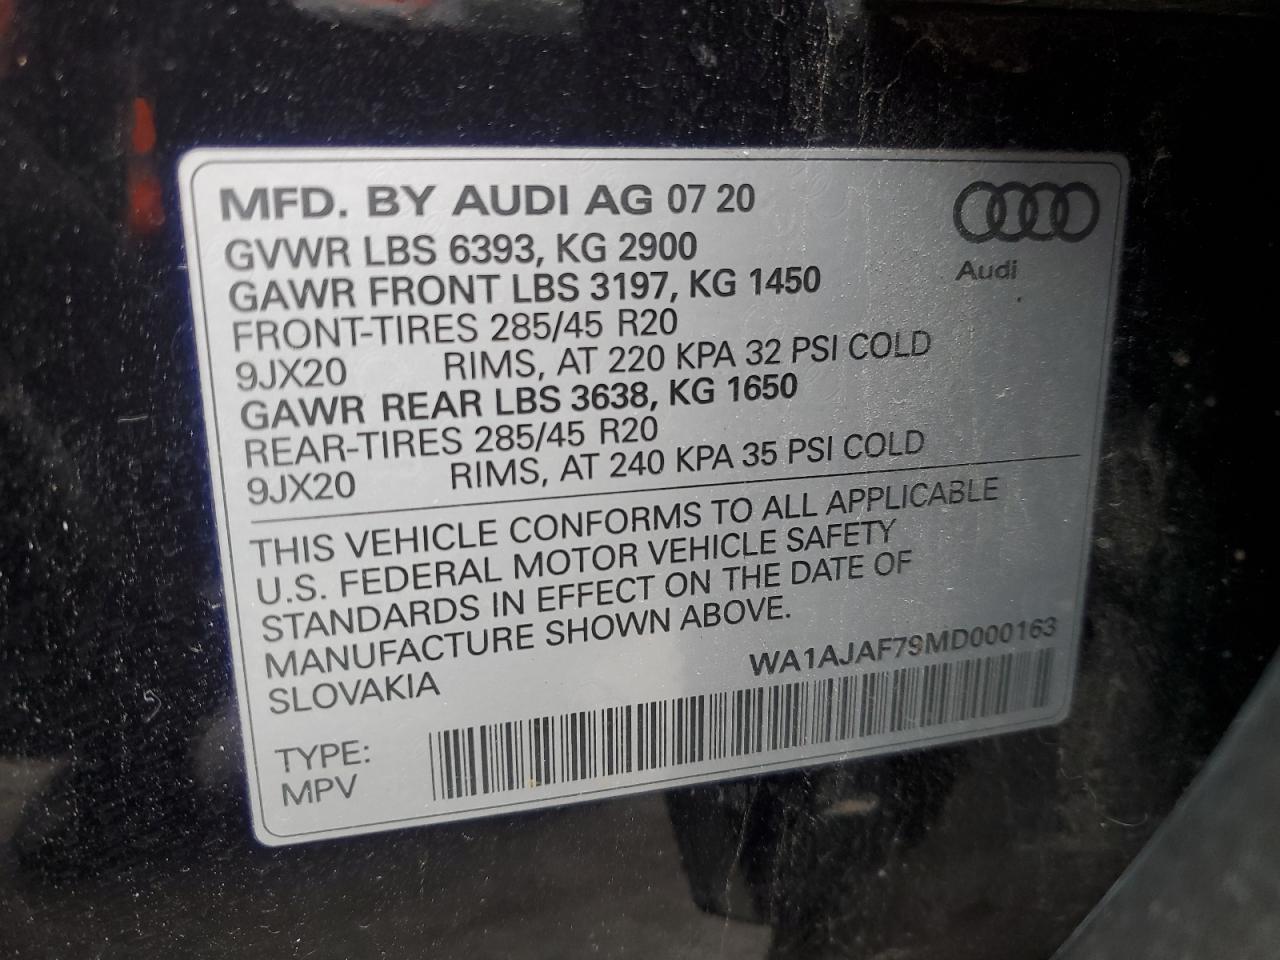 MFD. BY AUDI AG 07 20
GVWR LBS 6393, KG 2900
GAWR FRONT LBS 3197, KG 1450
FRONT-TIRES 285/45 R20
9JX20 RIMS, AT 220 KPA 32 PSI COLD
GAWR REAR LBS 3638, KG 1650
REAR-TIRES 285/45 R20
9JX20 RIMS, AT 240 KPA 35 PSI COLD
Audi
THIS VEHICLE CONFORMS TO ALL APPLICABLE
U.S. FEDERAL MOTOR VEHICLE SAFETY
STANDARDS IN EFFECT ON THE DATE OF
MANUFACTURE SHOWN ABOVE.
SLOVAKIA
WA1AJAF79MD000163
TYPE:
MPV